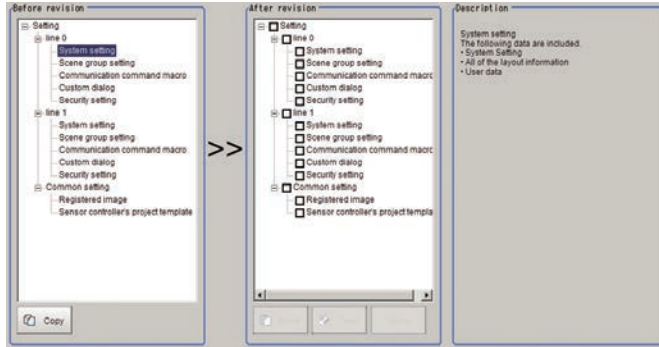 Before revision
Setting
line 0
System setting
Scene group setting
Communication command macro
Custom dialog
Security setting
line 1
System setting
Scene group setting
Communication command macro
Custom dialog
Security setting
Common setting
Registered image
Sensor controller's project template
Copy
>>
After revision
Setting
line 0
System setting
Scene group setting
Communication command macro
Custom dialog
Security setting
line 1
System setting
Scene group setting
Communication command macro
Custom dialog
Security setting
Common setting
Registered image
Sensor controller's project templa
Description
System setting
The following data are included.
• System Setting
• All of the layout information
• User data